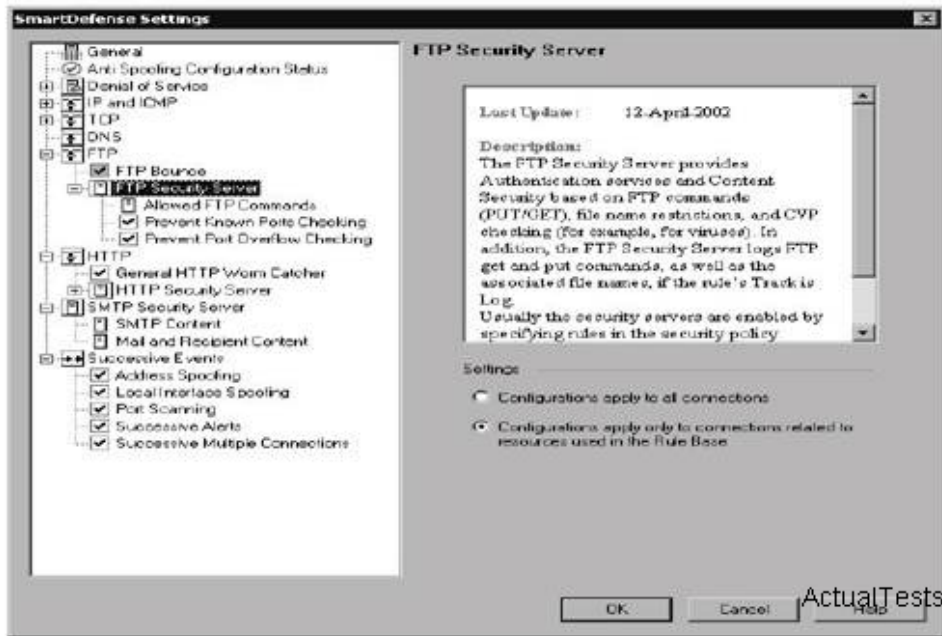 SmartDefense Settings
General
Anti Spoofing Configuration Status
Denial of Service
IP and ICMP
TCP
DNS
FTP
FTP Bounce
FTP Security Server
Allowed FTP Commands
Prevent Known Ports Checking
Prevent Port Overflow Checking
HTTP
General HTTP Worm Catcher
HTTP Security Server
SMTP Security Server
SMTP Content
Mail and Recipient Content
Successive Events
Address Spoofing
Local Interface Spoofing
Port Scanning
Successive Alerts
Successive Multiple Connections
FTP Security Server
Last Update: 12-April-2002
Description:
The FTP Security Server provides
Authentication services and Content
Security based on FTP commands
(PUT/GET), file name restrictions, and CVP
checking (for example, for viruses). In
addition, the FTP Security Server logs FTP
get and put commands, as well as the
associated file names, if the rule's Track is
Log.
Usually the security servers are enabled by
specifying rules in the security policy
Settings
Configurations apply to all connections
Configurations apply only to connections related to
resources used in the Rule Base
OK
Cancel
Help
ActualTests